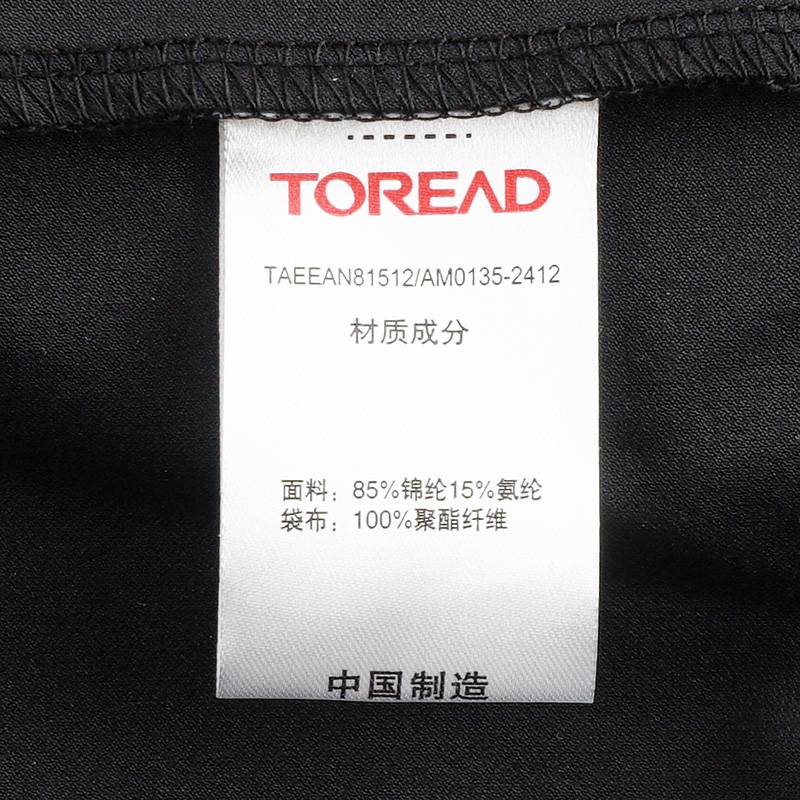 TOREAD
TAEEAN81512/AM0135-2412
材质成分
面料：85%锦纶15%氨纶
袋布：100%聚酯纤维
中国制造